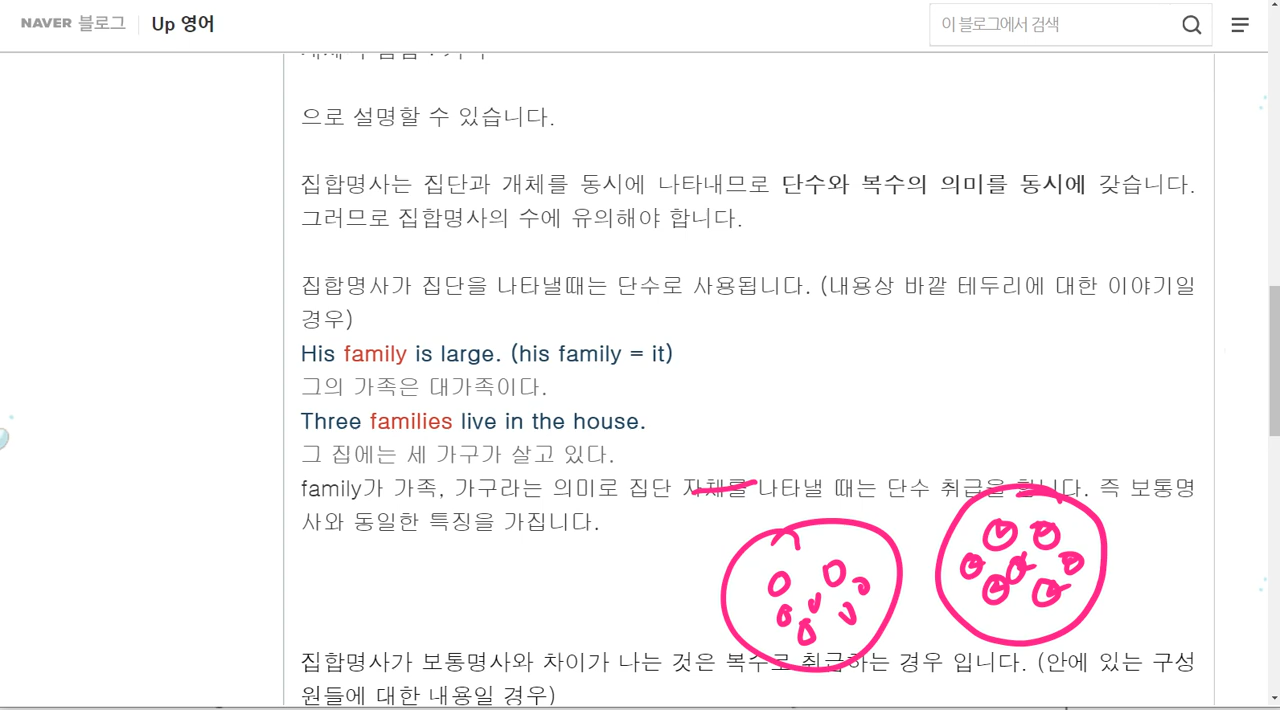 NAVER 블로그 Up 영어 이 블로그에서 검색
으로 설명할 수 있습니다.
집합명사는 집단과 개체를 동시에 나타내므로 단수와 복수의 의미를 동시에 갖습니다.
그러므로 집합명사의 수에 유의해야 합니다.
집합명사가 집단을 나타낼때는 단수로 사용됩니다. (내용상 바깥 테두리에 대한 이야기일
경우)
His family is large. (his family = it)
그의 가족은 대가족이다.
Three families live in the house.
그 집에는 세 가구가 살고 있다.
family가 가족, 가구라는 의미로 집단 자체를 나타낼 때는 단수 취급을 합니다. 즉 보통명
사와 동일한 특징을 가집니다.
집합명사가 보통명사와 차이가 나는 것은 복수로 취급하는 경우 입니다. (안에 있는 구성
원들에 대한 내용일 경우)